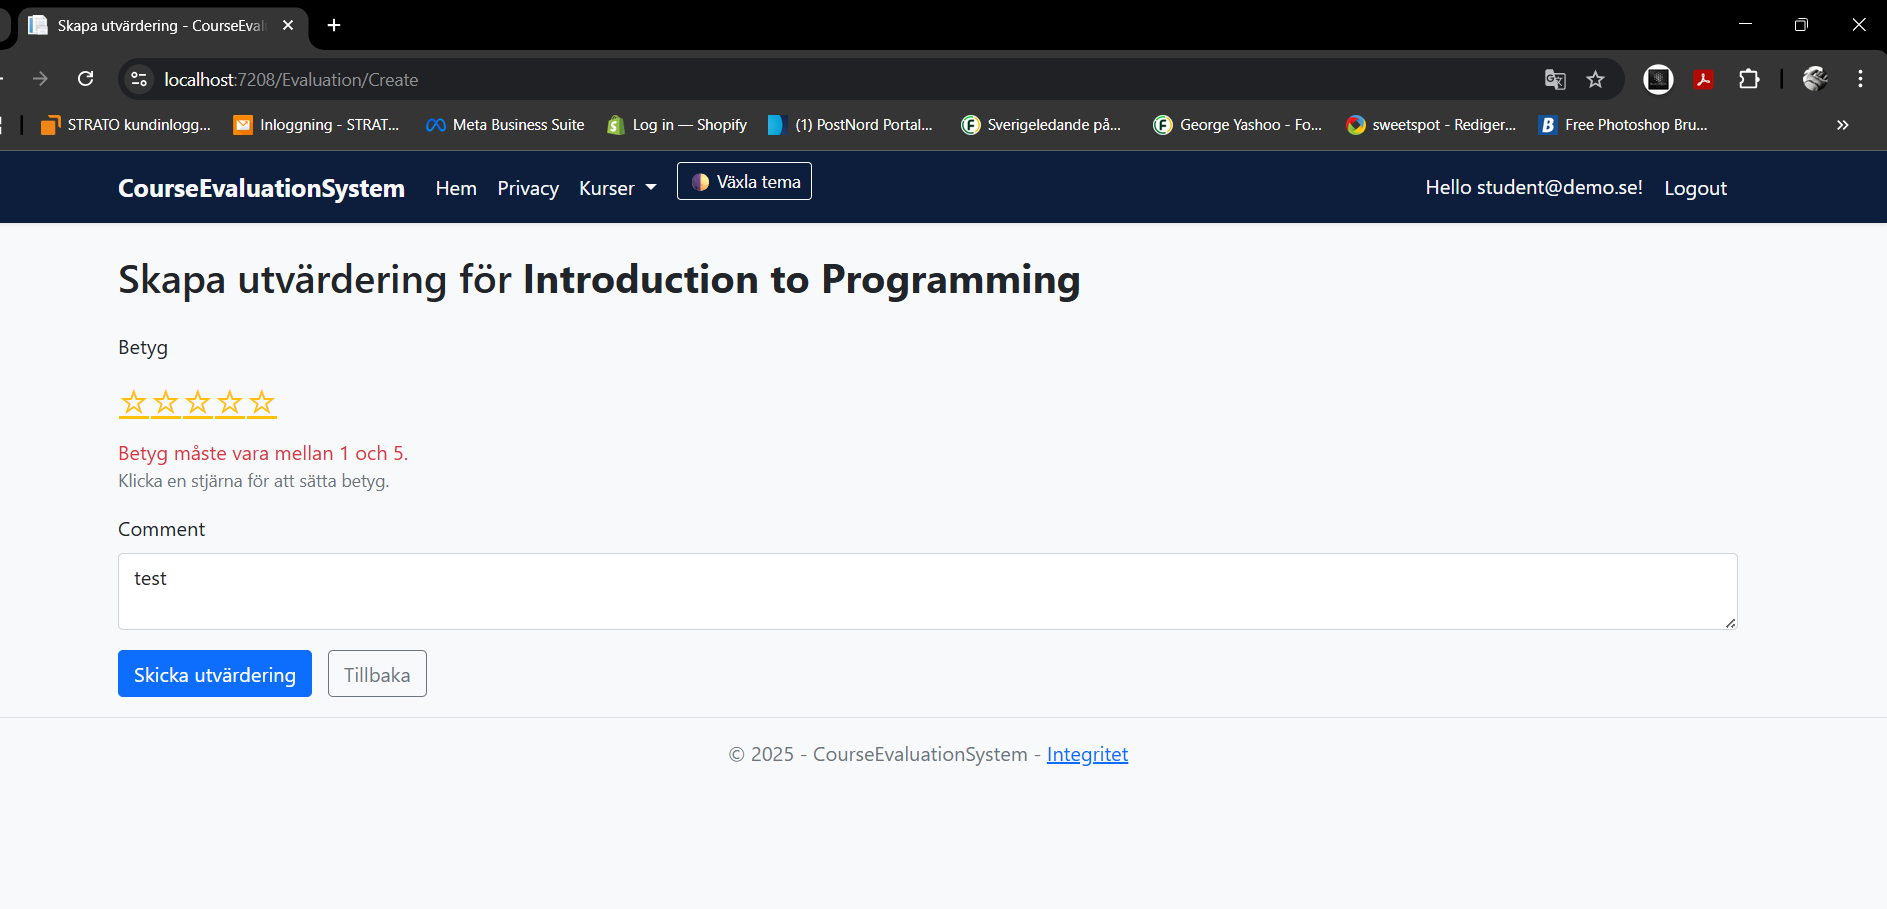 Skapa utvärdering - CourseEval
localhost:7208/Evaluation/Create
STRATO kundinlogg... Inloggning - STRAT... Meta Business Suite Log in — Shopify (1) PostNord Portal... Sverigeledande på... George Yashoo - Fo... sweetspot - Rediger... Free Photoshop Bru... »
CourseEvaluationSystem Hem Privacy Kurser Växla tema Hello student@demo.se! Logout
Skapa utvärdering för Introduction to Programming
Betyg
☆☆☆☆☆
Betyg måste vara mellan 1 och 5.
Klicka en stjärna för att sätta betyg.
Comment
test
Skicka utvärdering Tillbaka
© 2025 - CourseEvaluationSystem - Integritet